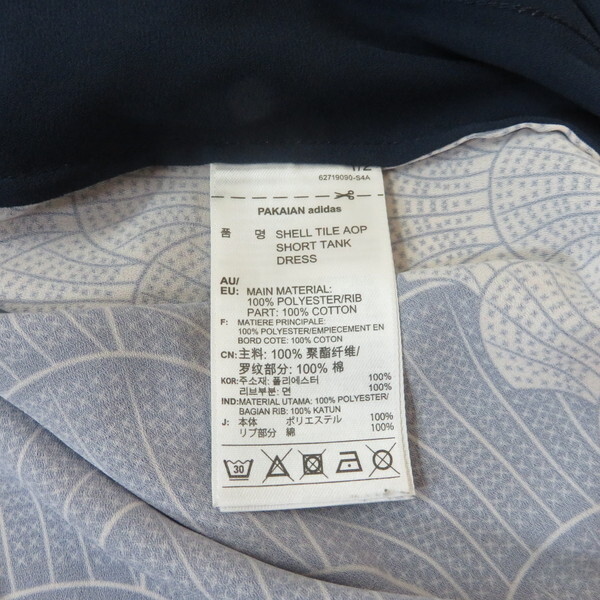 62719090-S4A
PAKAIAN adidas
품 명 SHELL TILE AOP
SHORT TANK
DRESS
AU/
EU: MAIN MATERIAL:
100% POLYESTER/RIB
PART: 100% COTTON
F: MATIERE PRINCIPALE:
100% POLYESTER/EMPIECEMENT EN
BORD COTE: 100% COTON
CN: 主料: 100% 聚酯纤维/
罗纹部分: 100% 棉
KOR: 주소재: 폴리에스터 100%
리브부분: 면 100%
IND: MATERIAL UTAMA: 100% POLYESTER/
BAGIAN RIB: 100% KATUN
J: 本体 ポリエステル 100%
リブ部分 綿 100%
30